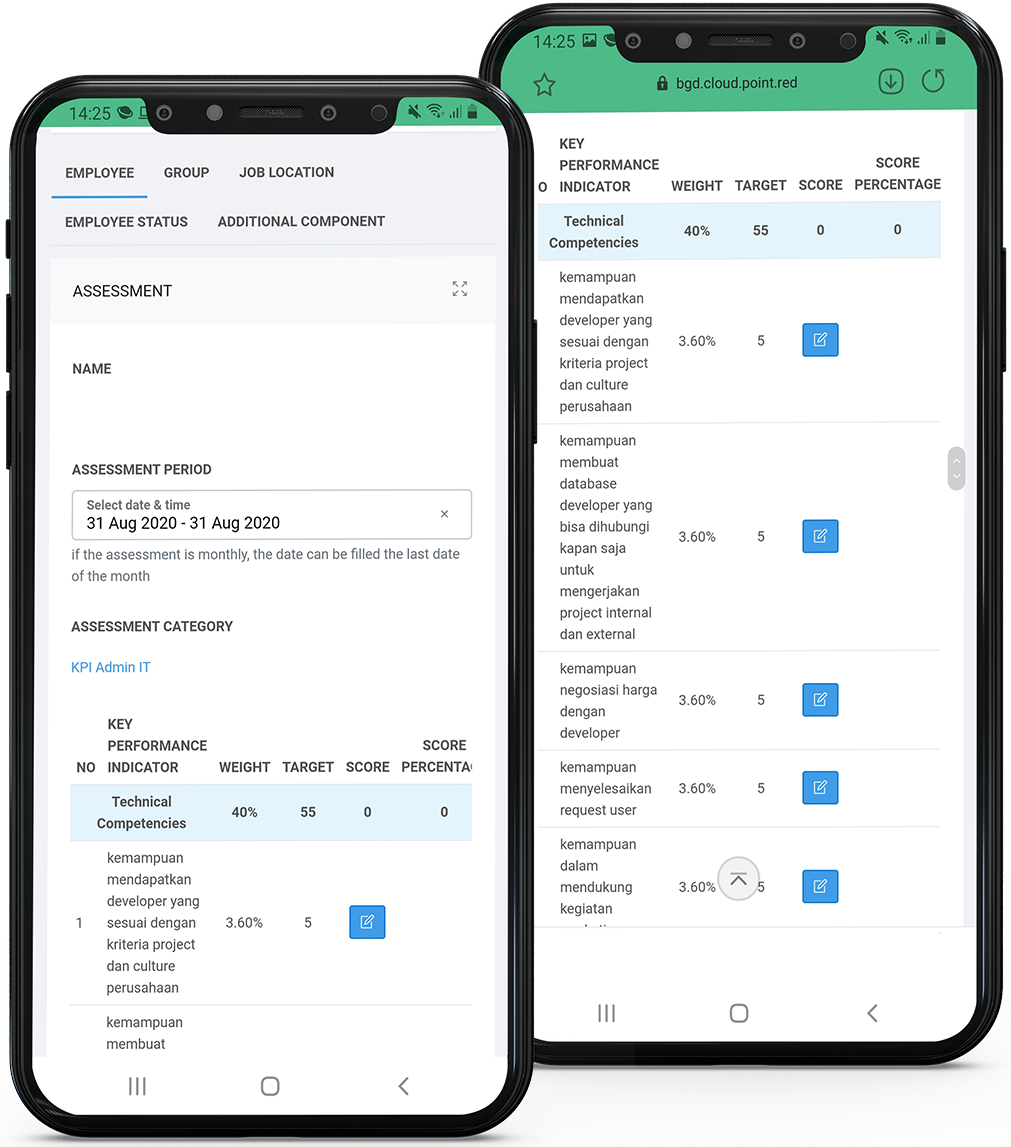 14:25
EMPLOYEE GROUP JOB LOCATION
EMPLOYEE STATUS ADDITIONAL COMPONENT
ASSESSMENT
NAME
ASSESSMENT PERIOD
Select date & time
31 Aug 2020 - 31 Aug 2020
if the assessment is monthly, the date can be filled the last date
of the month
ASSESSMENT CATEGORY
KPI Admin IT
KEY
PERFORMANCE SCORE
NO INDICATOR WEIGHT TARGET SCORE PERCENTA
Technical
Competencies 40% 55 0 0
kemampuan
mendapatkan
developer yang
1 sesuai dengan 3.60% 5
kriteria project
dan culture
perusahaan
kemampuan
membuat
14:25
bgd.cloud.point.red
KEY
PERFORMANCE SCORE
O INDICATOR WEIGHT TARGET SCORE PERCENTAGE
Technical
Competencies 40% 55 0 0
kemampuan
mendapatkan
developer yang
sesuai dengan 3.60% 5
kriteria project
dan culture
perusahaan
kemampuan
membuat
database
developer yang
bisa dihubungi 3.60% 5
kapan saja
untuk
mengerjakan
project internal
dan external
kemampuan
negosiasi harga 3.60% 5
dengan
developer
kemampuan
menyelesaikan 3.60% 5
request user
kemampuan
dalam
mendukung 3.60% 5
kegiatan